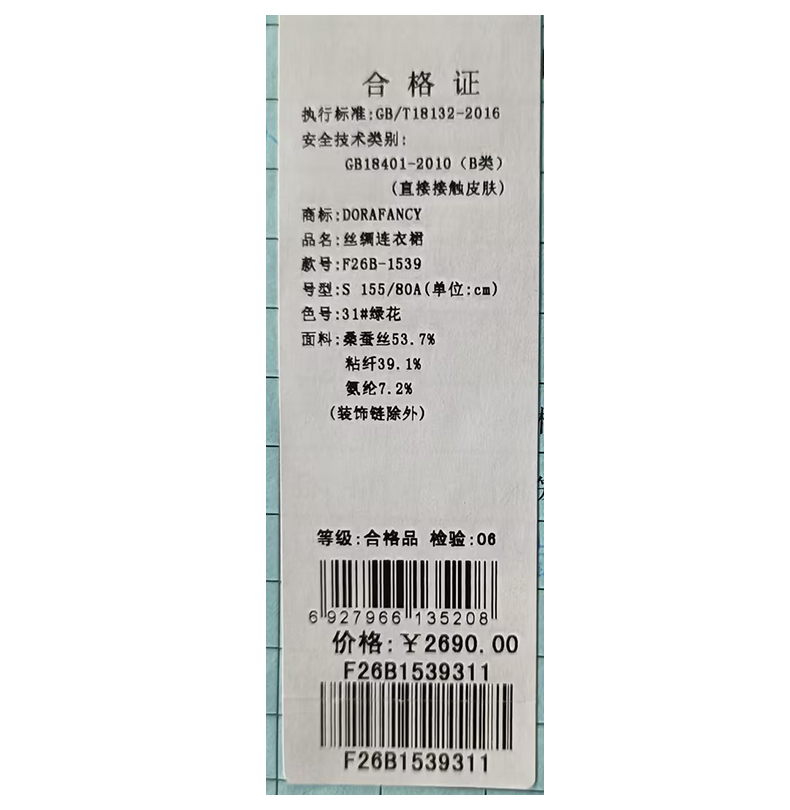 合格证
执行标准:GB/T18132-2016
安全技术类别:
GB18401-2010（B类）
(直接接触皮肤)
商标:DORAFANCY
品名:丝绸连衣裙
款号:F26B-1539
号型:S 155/80A(单位:cm)
色号:31#绿花
面料:桑蚕丝53.7%
粘纤39.1%
氨纶7.2%
(装饰链除外)
等级:合格品 检验:06
6 927966 135208
价格:￥2690.00
F26B1539311
F26B1539311